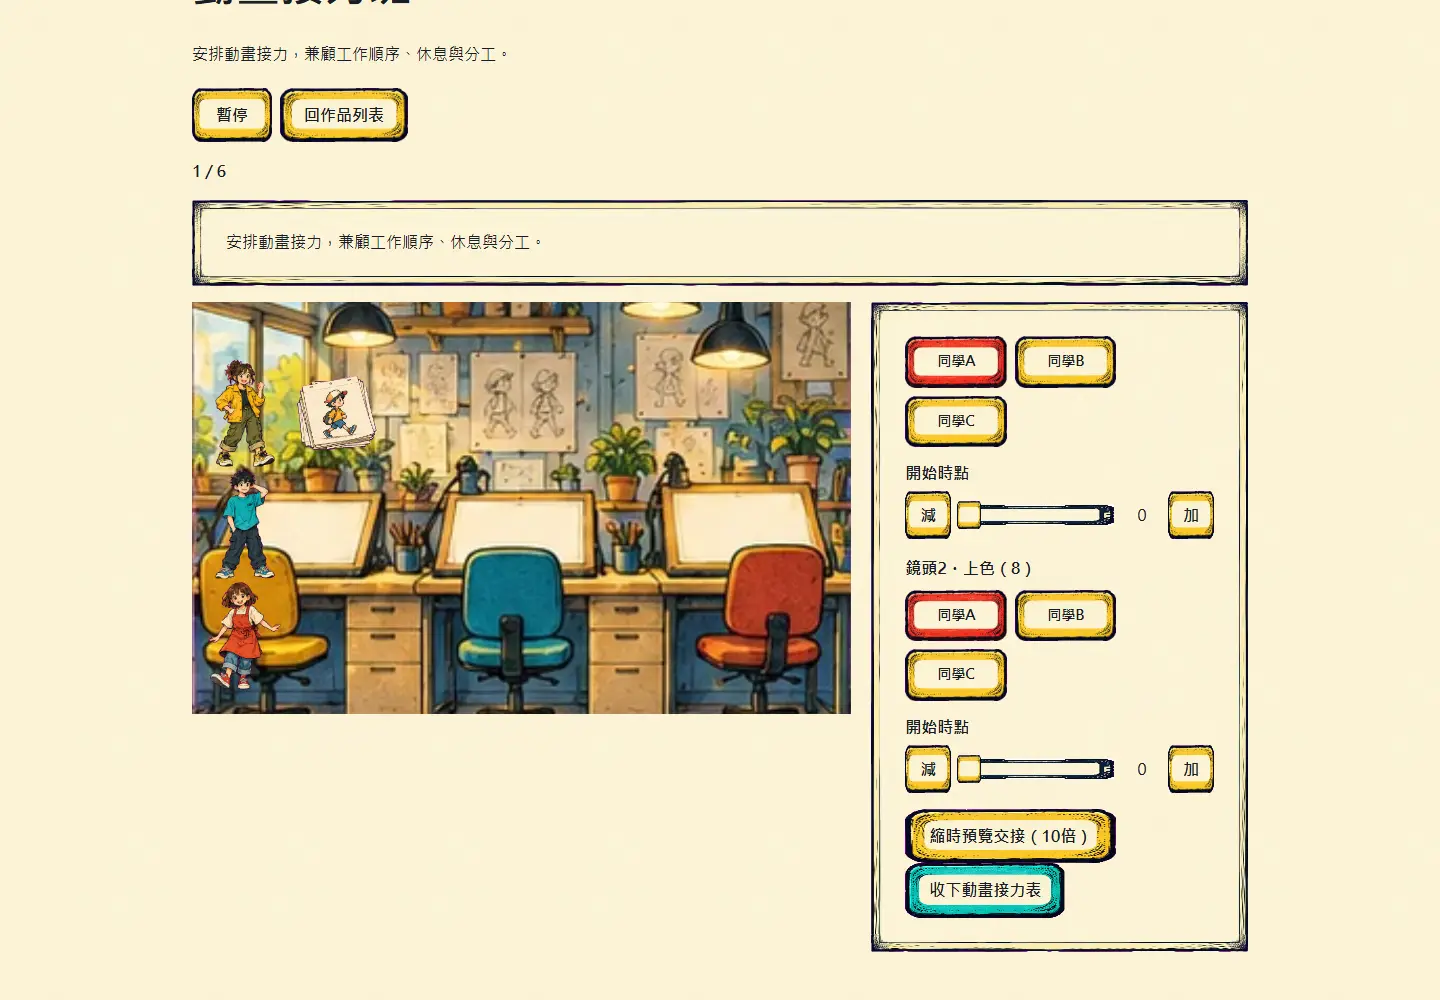 安排動畫接力，兼顧工作順序、休息與分工。
暫停 回作品列表
1 / 6
安排動畫接力，兼顧工作順序、休息與分工。
同學A 同學B
同學C
開始時點
減 0 加
鏡頭2・上色（8）
同學A 同學B
同學C
開始時點
減 0 加
縮時預覽交接（10倍）
收下動畫接力表